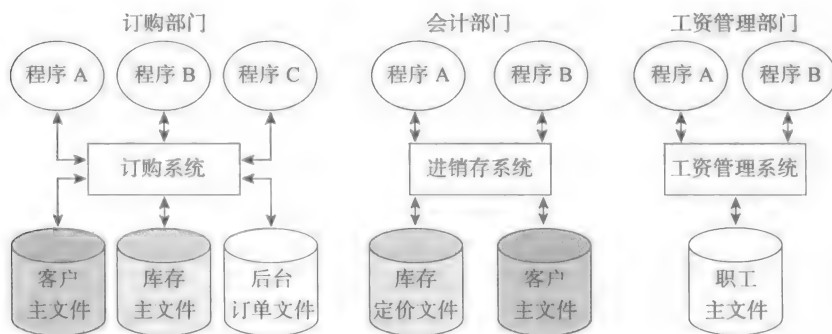 订购部门 会计部门 工资管理部门
程序 A 程序 B 程序 C 程序 A 程序 B 程序 A 程序 B
订购系统 进销存系统 工资管理系统
客户 库存 后台 库存 客户 职工
主文件 主文件 订单文件 定价文件 主文件 主文件